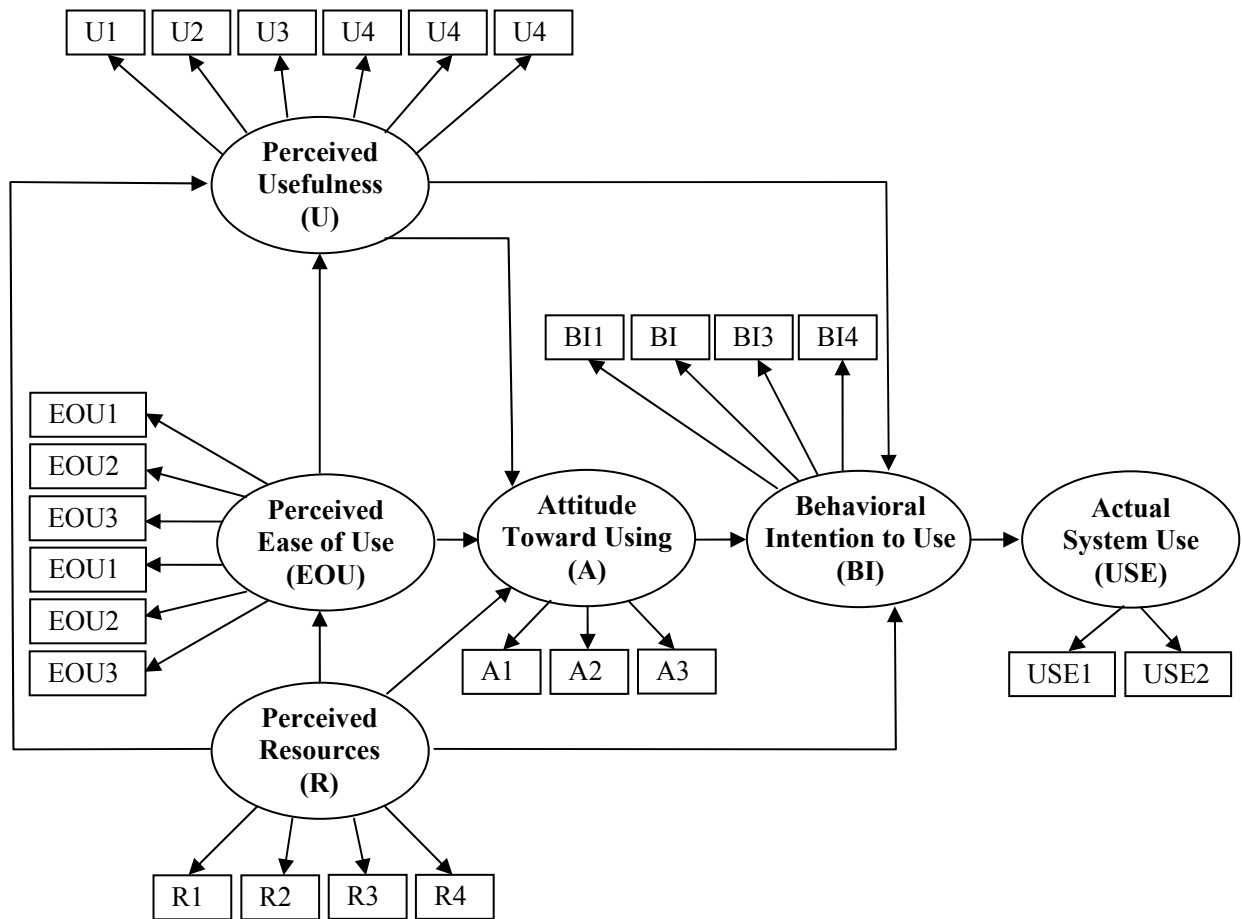 U1 U2 U3 U4 U4 U4
Perceived
Usefulness
(U)
BI1 BI BI3 BI4
EOU1
EOU2
EOU3
EOU1
EOU2
EOU3
Perceived
Ease of Use
(EOU)
Attitude
Toward Using
(A)
Behavioral
Intention to Use
(BI)
Actual
System Use
(USE)
A1 A2 A3
USE1 USE2
Perceived
Resources
(R)
R1 R2 R3 R4